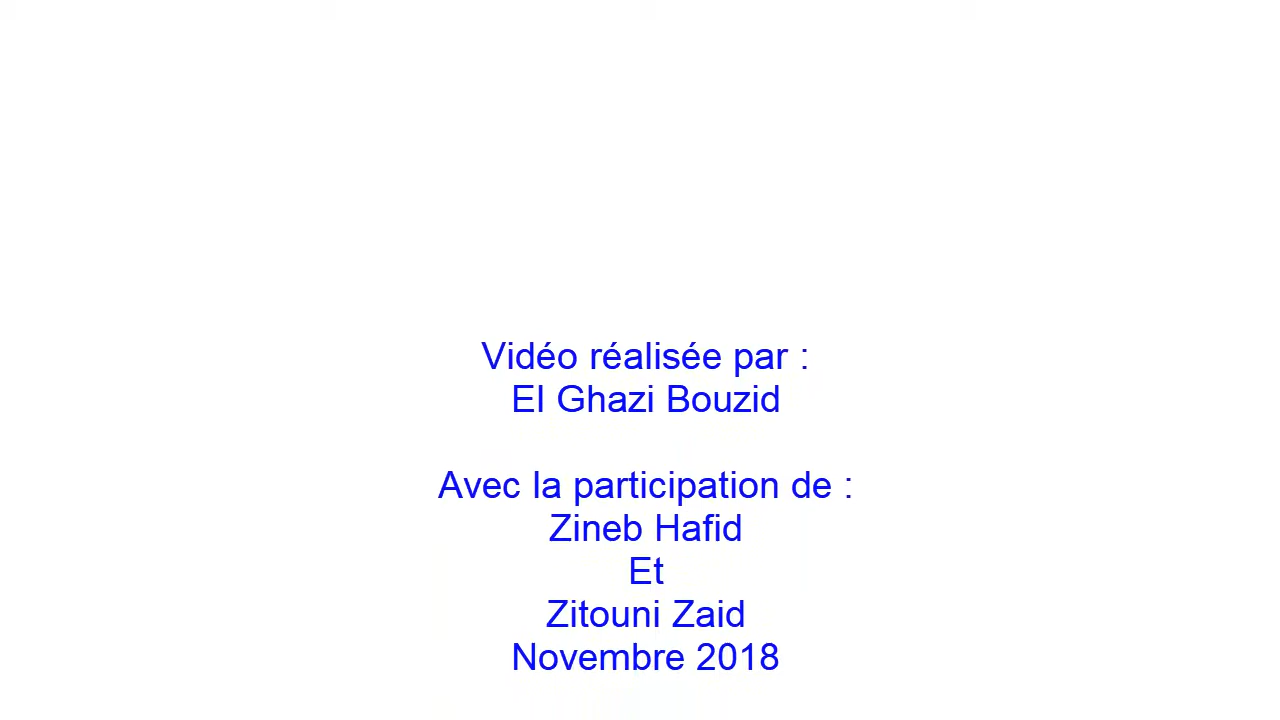 Vidéo réalisée par :
El Ghazi Bouzid
Avec la participation de :
Zineb Hafid
Et
Zitouni Zaid
Novembre 2018